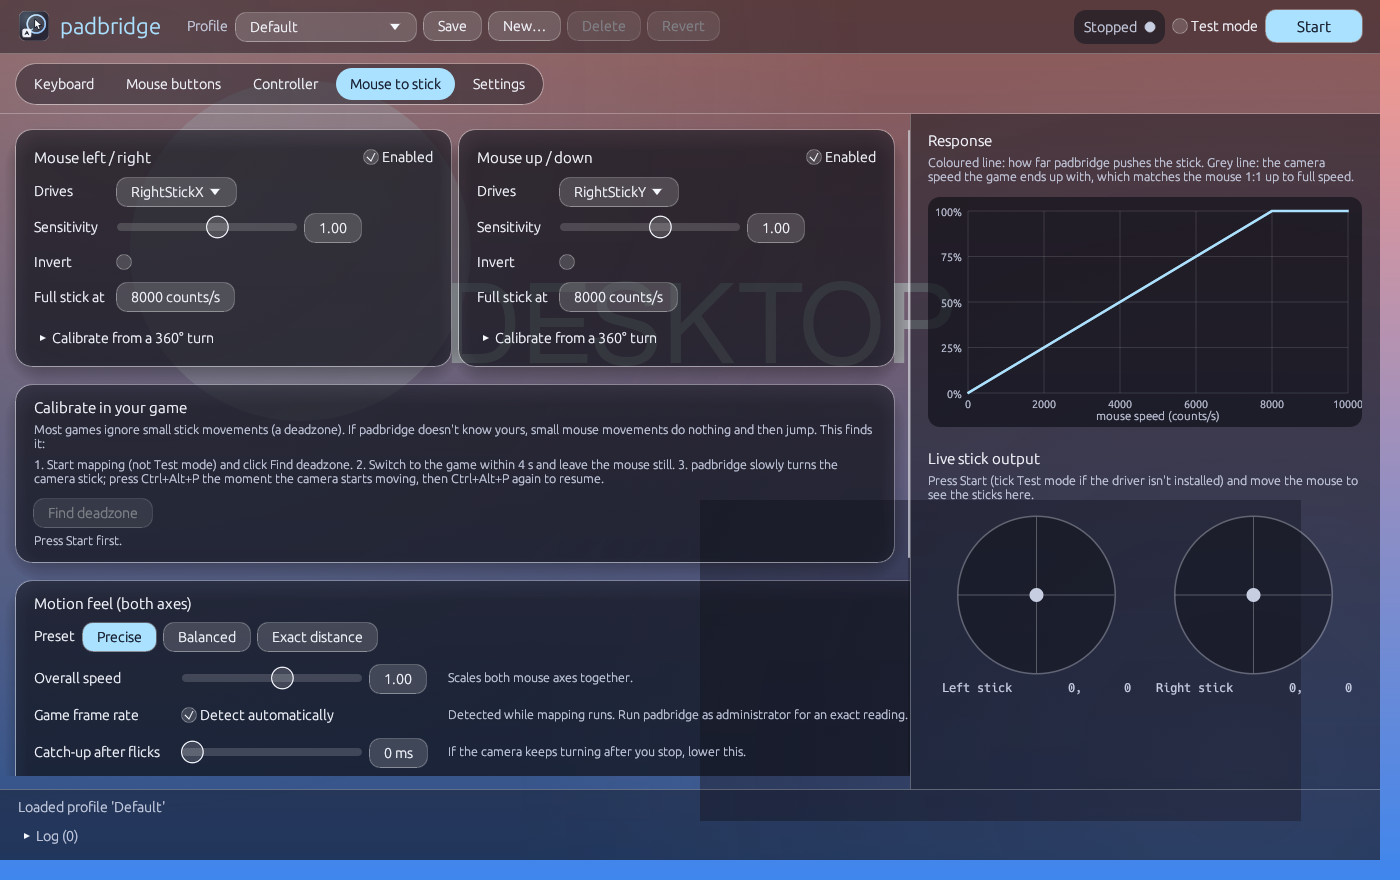 padbridge
Profile
Default
Save
New...
Delete
Revert
Stopped
Test mode
Start
Keyboard
Mouse buttons
Controller
Mouse to stick
Settings
Mouse left / right
Enabled
Drives
RightStickX
Sensitivity
1.00
Invert
Full stick at
8000 counts/s
Calibrate from a 360° turn
Mouse up / down
Enabled
Drives
RightStickY
Sensitivity
1.00
Invert
Full stick at
8000 counts/s
Calibrate from a 360° turn
DESKTOP
Calibrate in your game
Most games ignore small stick movements (a deadzone). If padbridge doesn't know yours, small mouse movements do nothing and then jump. This finds
it:
1. Start mapping (not Test mode) and click Find deadzone. 2. Switch to the game within 4 s and leave the mouse still. 3. padbridge slowly turns the
camera stick; press Ctrl+Alt+P the moment the camera starts moving, then Ctrl+Alt+P again to resume.
Find deadzone
Press Start first.
Motion feel (both axes)
Preset
Precise
Balanced
Exact distance
Overall speed
1.00
Scales both mouse axes together.
Game frame rate
Detect automatically
Detected while mapping runs. Run padbridge as administrator for an exact reading.
Catch-up after flicks
0 ms
If the camera keeps turning after you stop, lower this.
Response
Coloured line: how far padbridge pushes the stick. Grey line: the camera
speed the game ends up with, which matches the mouse 1:1 up to full speed.
100%
75%
50%
25%
0%
0
2000
4000
6000
8000
10000
mouse speed (counts/s)
Live stick output
Press Start (tick Test mode if the driver isn't installed) and move the mouse to
see the sticks here.
Left stick 0, 0
Right stick 0, 0
Loaded profile 'Default'
Log (0)